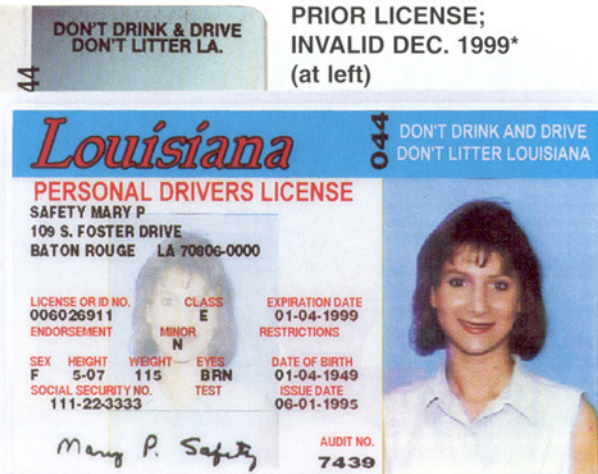 DON'T DRINK & DRIVE
DON'T LITTER LA.
44
PRIOR LICENSE;
INVALID DEC. 1999*
(at left)
Louisiana
044
DON'T DRINK AND DRIVE
DON'T LITTER LOUISIANA
PERSONAL DRIVERS LICENSE
SAFETY MARY P
109 S. FOSTER DRIVE
BATON ROUGE LA 70806-0000
LICENSE OR ID NO. CLASS EXPIRATION DATE
006026911 E 01-04-1999
ENDORSEMENT MINOR RESTRICTIONS
N
SEX HEIGHT WEIGHT EYES DATE OF BIRTH
F 5-07 115 BRN 01-04-1949
SOCIAL SECURITY NO. TEST ISSUE DATE
111-22-3333 06-01-1995
Mary P. Safety
AUDIT NO.
7439